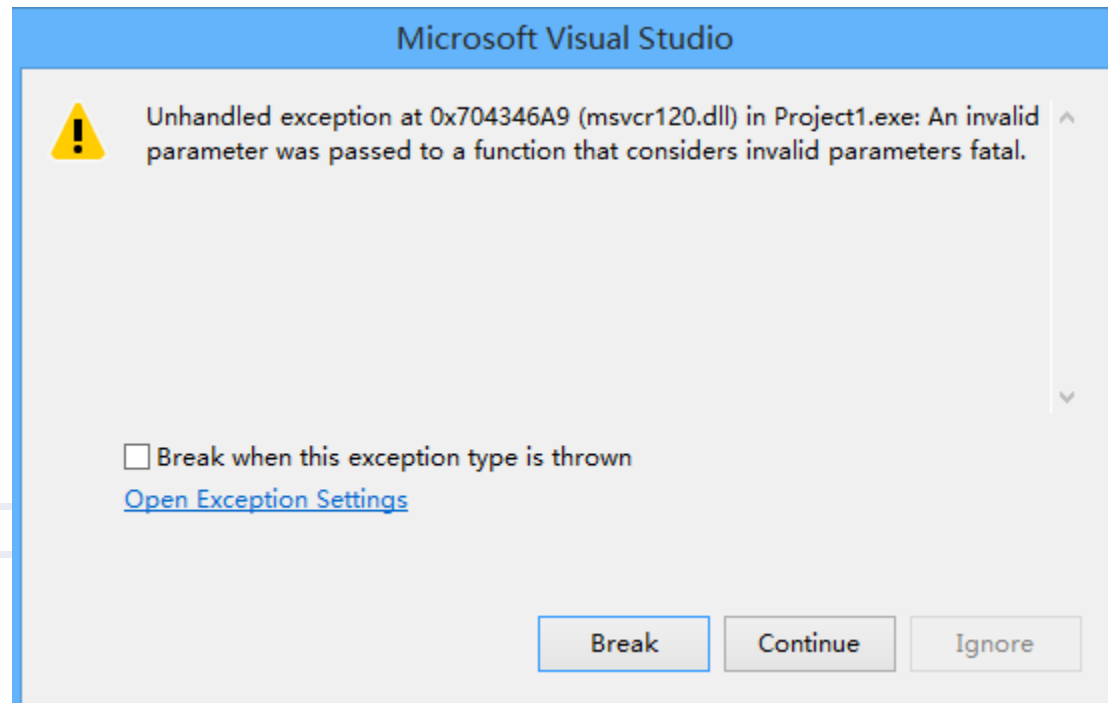 Microsoft Visual Studio
Unhandled exception at 0x704346A9 (msvcr120.dll) in Project1.exe: An invalid
parameter was passed to a function that considers invalid parameters fatal.
Break when this exception type is thrown
Open Exception Settings
Break Continue Ignore